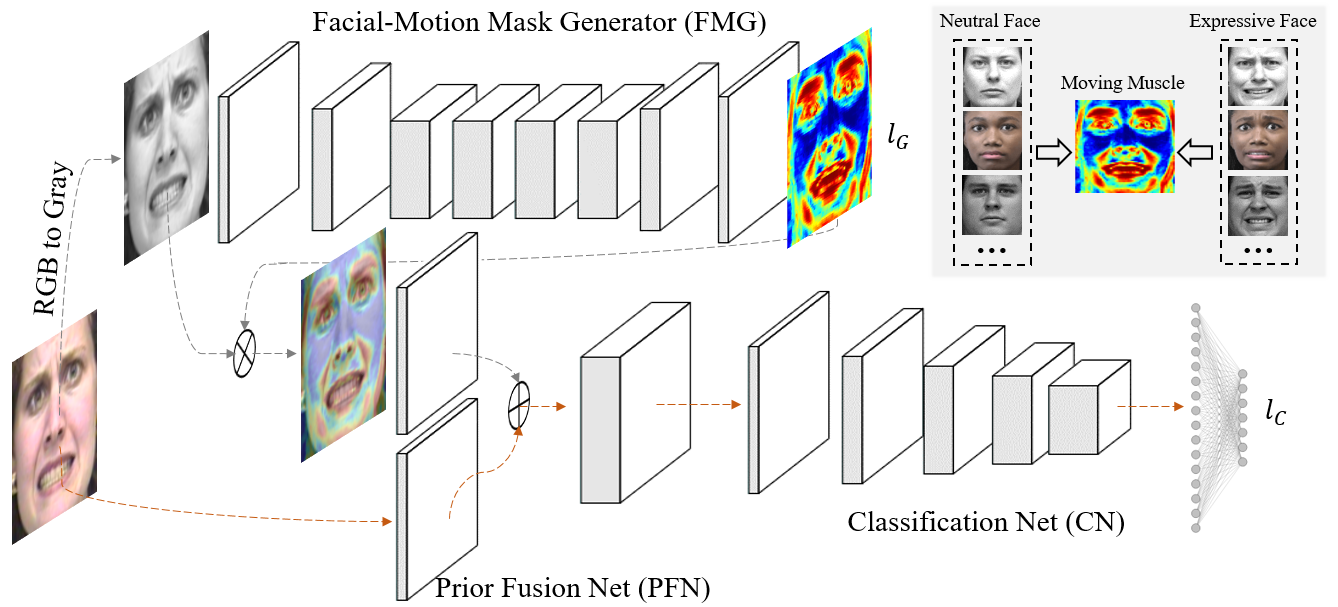 Facial-Motion Mask Generator (FMG)
Neutral Face
Expressive Face
Moving Muscle
l_G
RGB to Gray
l_C
Classification Net (CN)
Prior Fusion Net (PFN)